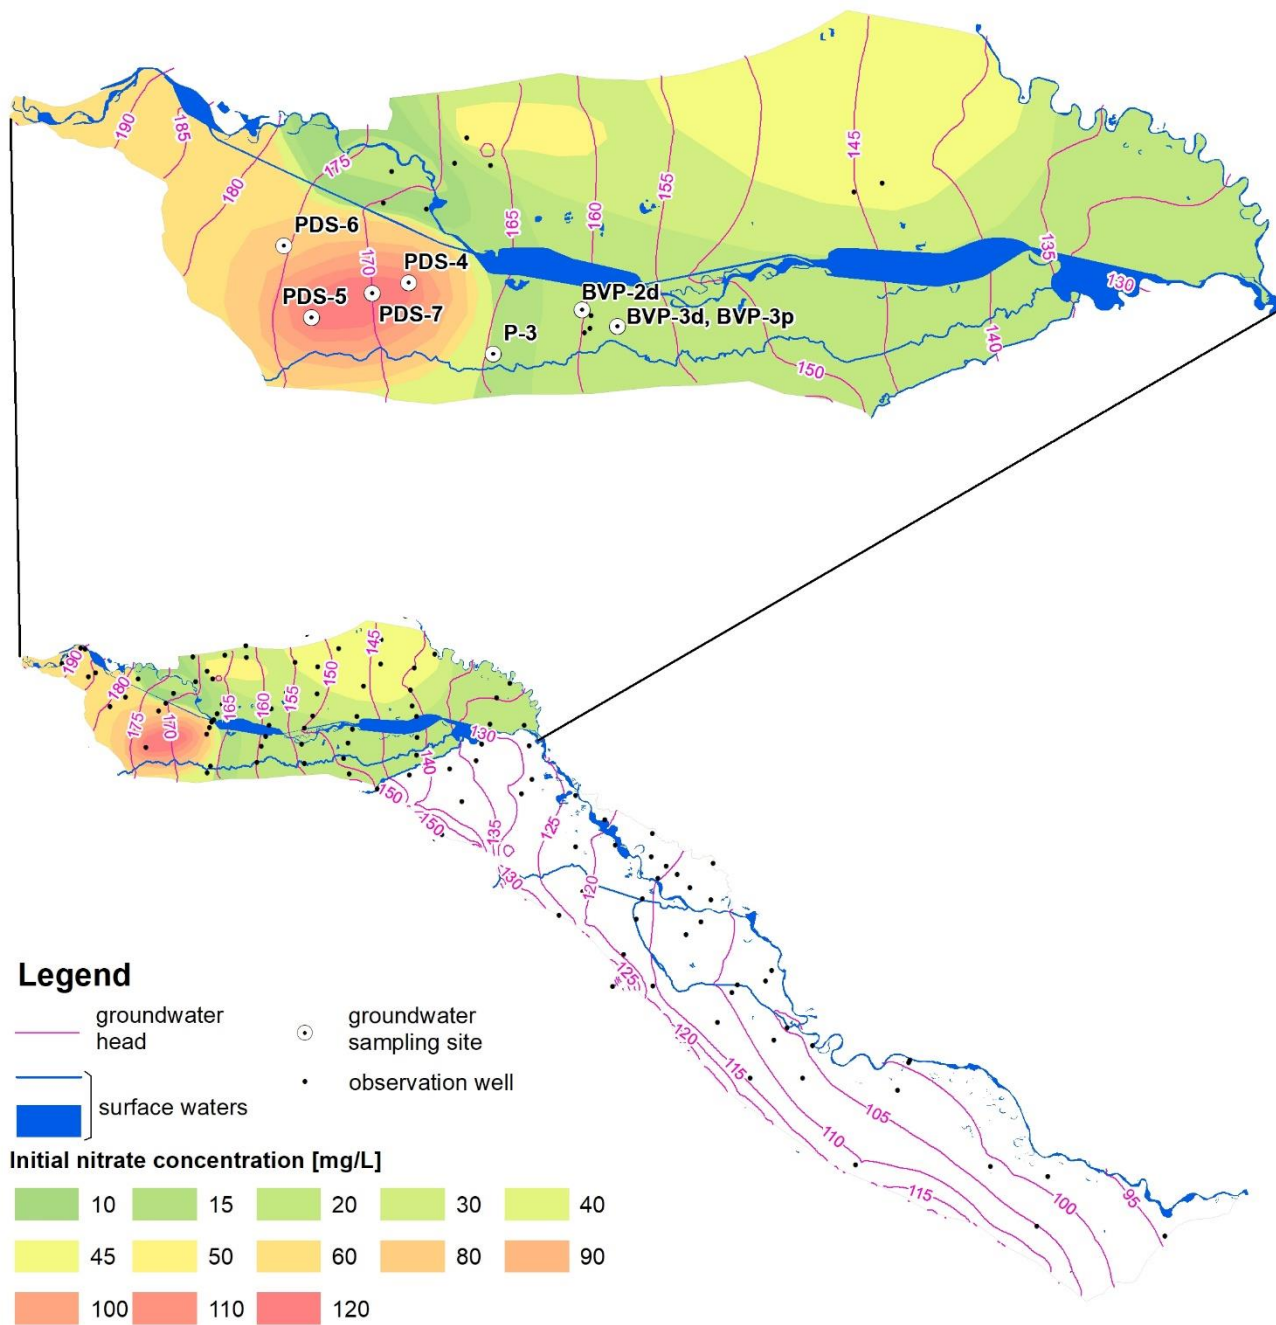 145
190
185
175
180
155
165
160
PDS-6
135
170
PDS-4
130
PDS-5
BVP-2d
PDS-7
BVP-3d, BVP-3p
P-3
140
150
145
190
180
150
155
165
160
175
170
130
140
150
150
135
125
130
120
125
120
115
105
110
115
100
95
Legend
groundwater
head
groundwater
sampling site
observation well
surface waters
Initial nitrate concentration [mg/L]
10 15 20 30 40
45 50 60 80 90
100 110 120